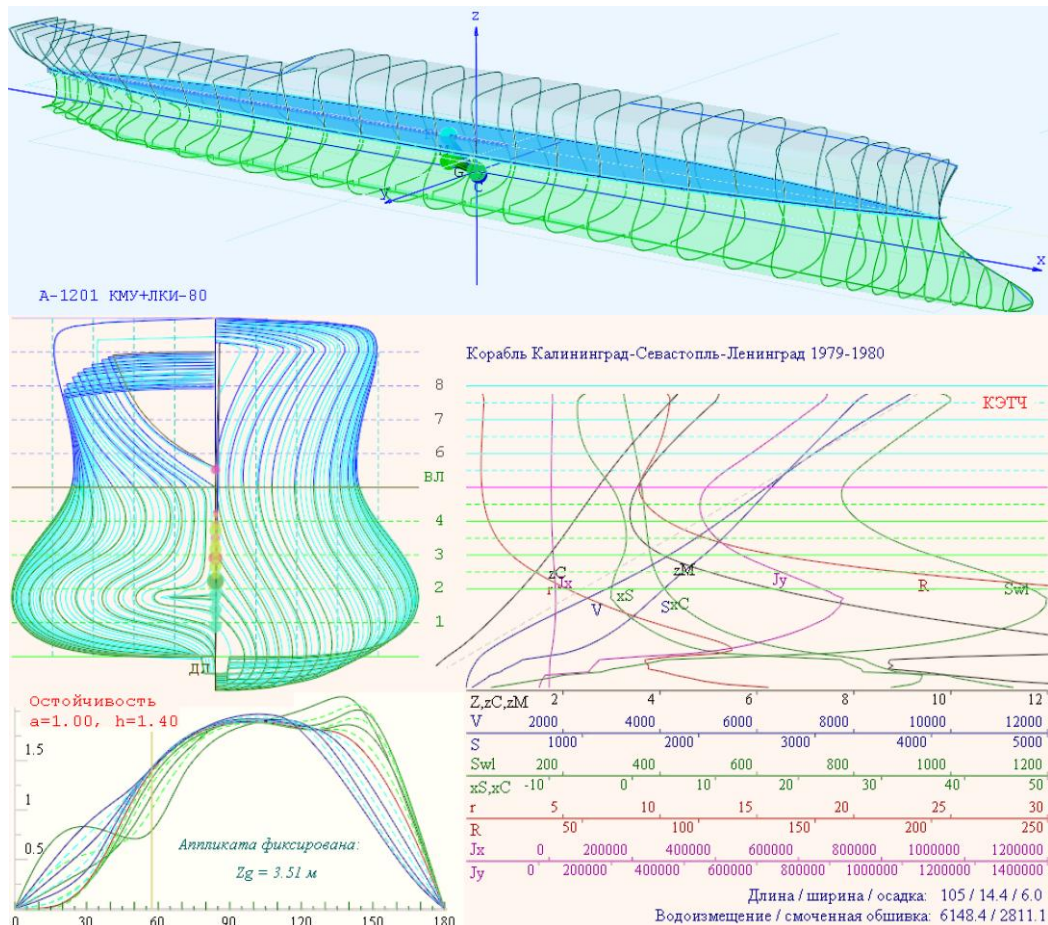 z
G
C
y
x
А-1201 КМУ+ЛКИ-80
8
7
6
ВЛ
4
3
2
1
ДЛ
Корабль Калининград-Севастопль-Ленинград 1979-1980
КЭТЧ
zC
r
Jx
xS
V
zM
S
xC
Jy
R
Swl
Остойчивость
a=1.00, h=1.40
1.5
1
0.5
Аппликата фиксирована:
Zg = 3.51 м
0 30 60 90 120 150 180
Z,zC,zM 2 4 6 8 10 12
V 2000 4000 6000 8000 10000 12000
S 1000 2000 3000 4000 5000
Swl 200 400 600 800 1000 1200
xS,xC -10 0 10 20 30 40 50
r 5 10 15 20 25 30
R 50 100 150 200 250
Jx 0 200000 400000 600000 800000 1000000 1200000
Jy 0 200000 400000 600000 800000 1000000 1200000 1400000
Длина / ширина / осадка: 105 / 14.4 / 6.0
Водоизмещение / смоченная обшивка: 6148.4 / 2811.1